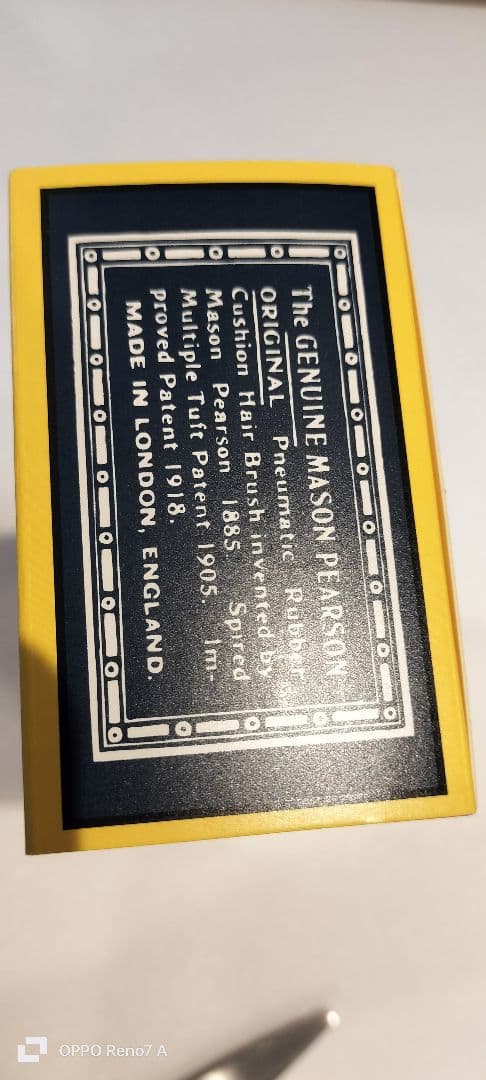 The GENUINE MASON PEARSON
ORIGINAL Pneumatic Rubber
Cushion Hair Brush invented by
Mason Pearson 1885. Spired
Multiple Tuft Patent 1905. Im-
proved Patent 1918.
MADE IN LONDON, ENGLAND.
OPPO Reno7 A